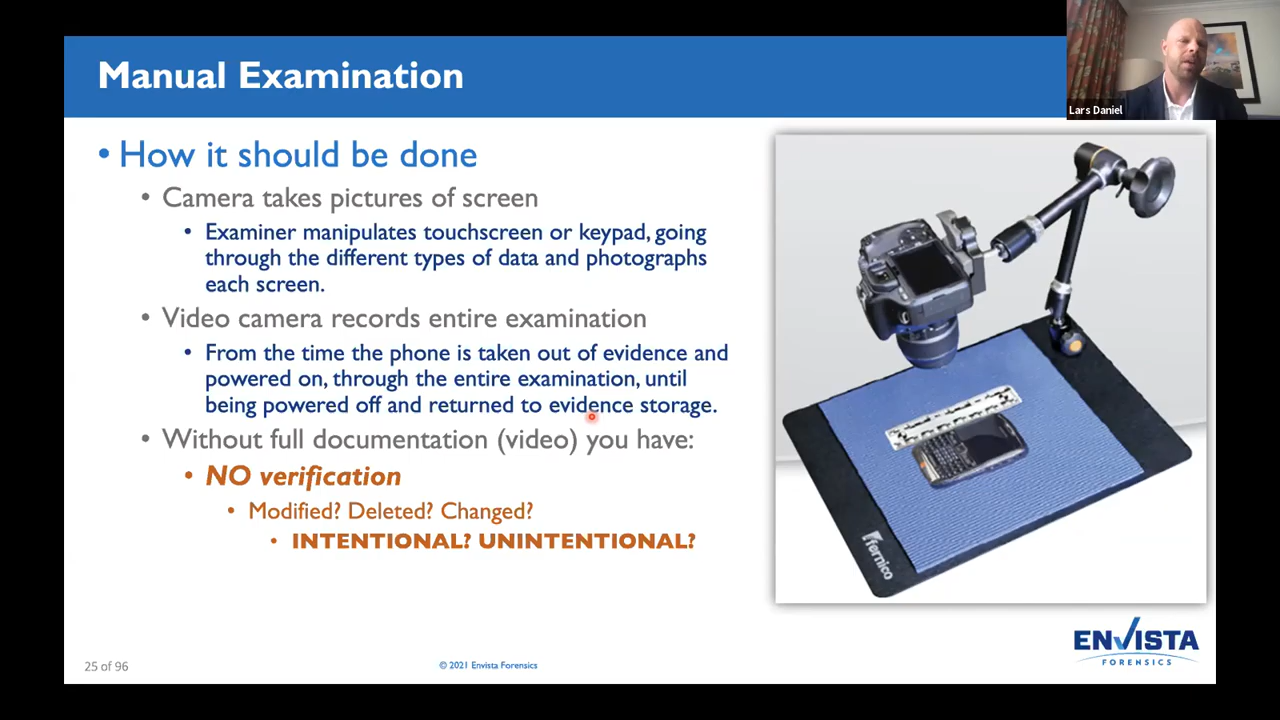 Manual Examination
Lars Daniel
• How it should be done
• Camera takes pictures of screen
• Examiner manipulates touchscreen or keypad, going
through the different types of data and photographs
each screen.
• Video camera records entire examination
• From the time the phone is taken out of evidence and
powered on, through the entire examination, until
being powered off and returned to evidence storage.
• Without full documentation (video) you have:
• NO verification
• Modified? Deleted? Changed?
• INTENTIONAL? UNINTENTIONAL?
fernico
25 of 96
© 2021 Envista Forensics
ENVISTA
FORENSICS